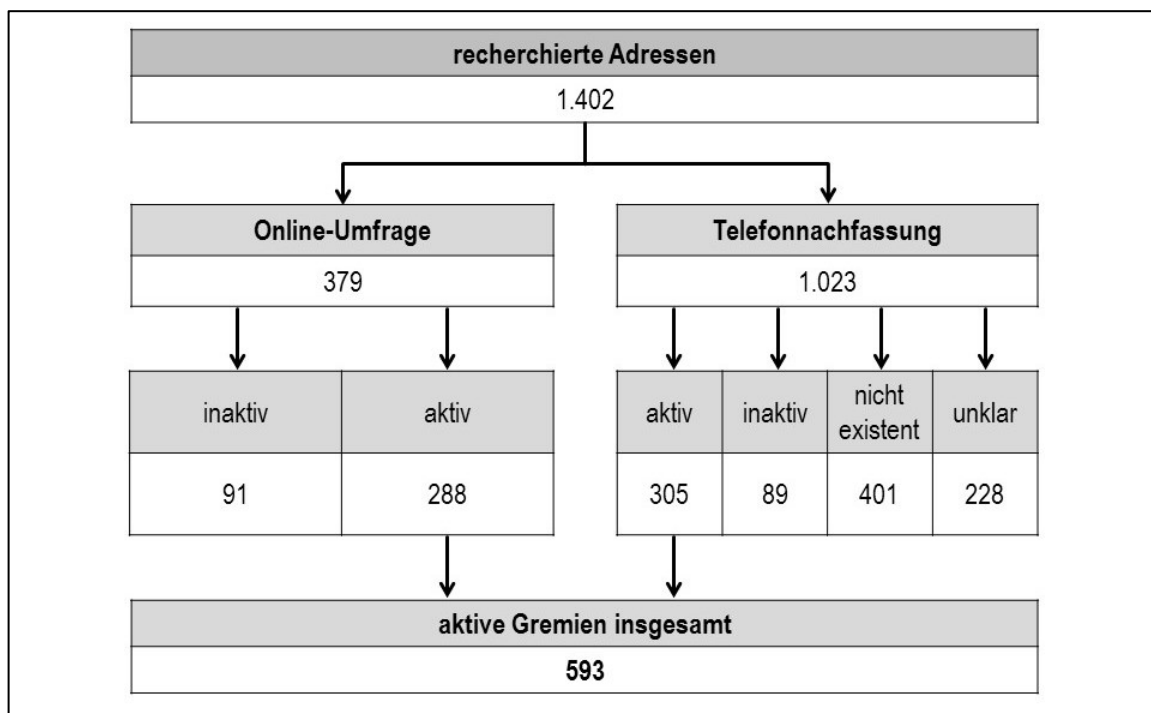 recherchierte Adressen
1.402
Online-Umfrage
379
Telefonnachfassung
1.023
inaktiv
aktiv
91
288
aktiv
inaktiv
nicht
existent
unklar
305
89
401
228
aktive Gremien insgesamt
593